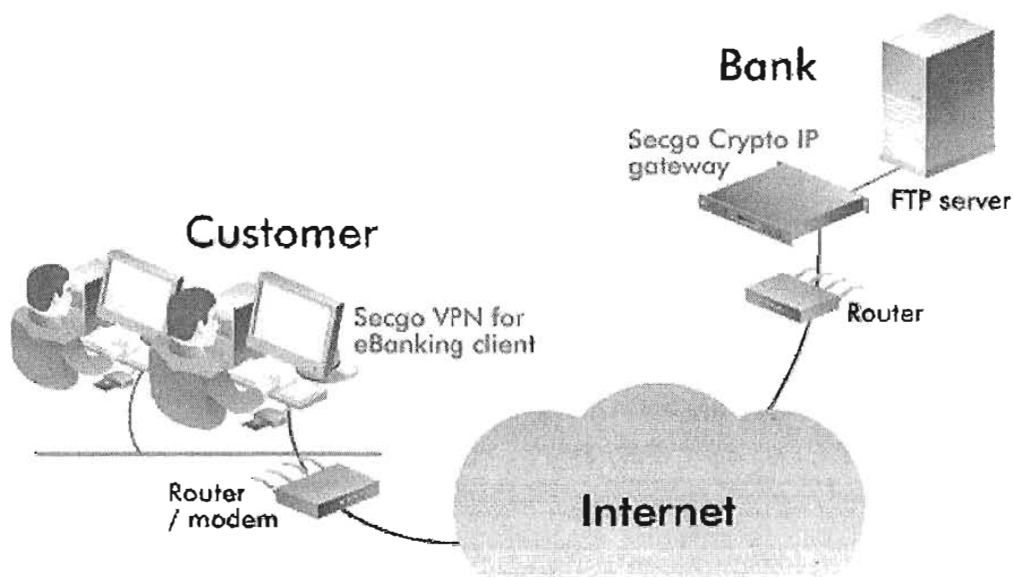 Bank
Secgo Crypto IP
gateway
FTP server
Customer
Secgo VPN for
eBanking client
Router
Router
/ modem
Internet